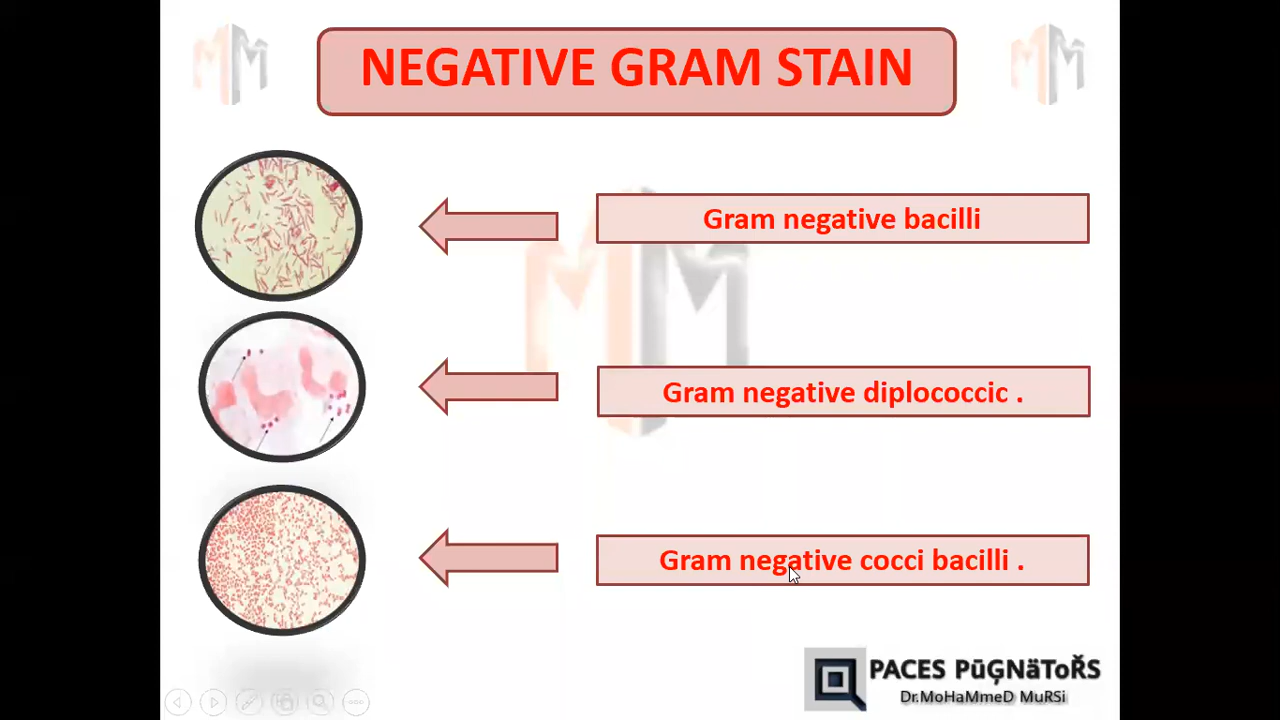 NEGATIVE GRAM STAIN
Gram negative bacilli
Gram negative diplococcic .
Gram negative cocci bacilli .
PACES PūĢNäToŘS
Dr.MoHaMmeD MuRSi